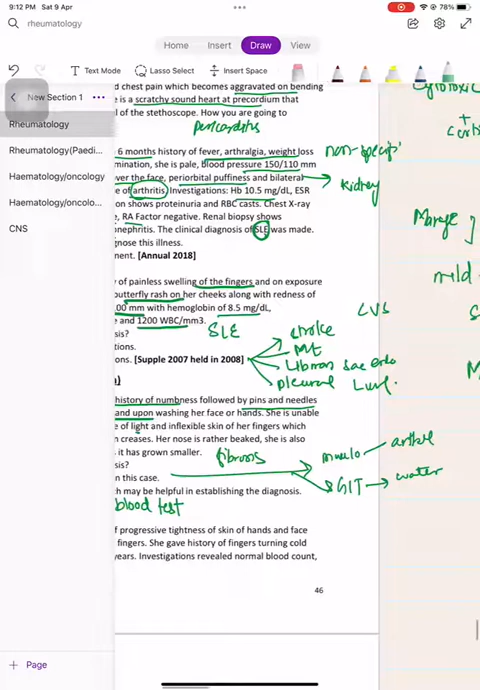 9:12 PM Sat 9 Apr
78%
rheumatology
Home Insert Draw View
Text Mode Lasso Select Insert Space
New Section 1
Rheumatology
Rheumatology(Paedi...
Haematology/oncology
Haematology/oncolo...
CNS
Page
d chest pain which becomes aggravated on bending
e is a scratchy sound heart at precordium that
l of the stethoscope. How you are going to
pericarditis
6 months history of fever, arthralgia, weight loss
mination, she is pale, blood pressure 150/110 mm
over the face, periorbital puffiness and bilateral
e of arthritis. Investigations: Hb 10.5 mg/dL, ESR
on shows proteinuria and RBC casts. Chest X-ray
, RA Factor negative. Renal biopsy shows
onephritis. The clinical diagnosis of SLE was made.
gnose this illness.
ment. [Annual 2018]
non-specifi
kidney
y of painless swelling of the fingers and on exposure
butterfly rash on her cheeks along with redness of
00 mm with hemoglobin of 8.5 mg/dL,
e and 1200 WBC/mm3.
sis?
tions.
ons. [Supple 2007 held in 2008]
SLE
CVS
MI
pleural
history of numbness followed by pins and needles
and upon washing her face or hands. She is unable
e of light and inflexible skin of her fingers which
n creases. Her nose is rather beaked, she is also
it has grown smaller.
sis?
n this case.
ch may be helpful in establishing the diagnosis.
fibrosis
GIT
water
blood test
f progressive tightness of skin of hands and face
fingers. She gave history of fingers turning cold
years. Investigations revealed normal blood count,
46
+
mild